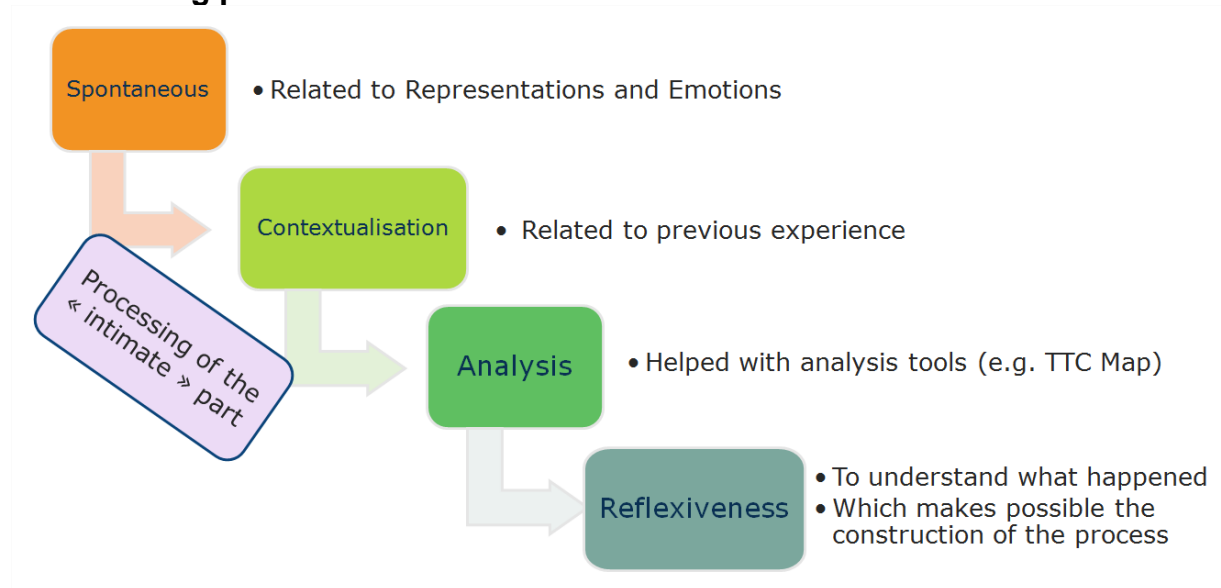 Spontaneous
• Related to Representations and Emotions
Contextualisation
• Related to previous experience
Processing of the
« intimate » part
Analysis
• Helped with analysis tools (e.g. TTC Map)
Reflexiveness
• To understand what happened
• Which makes possible the
construction of the process